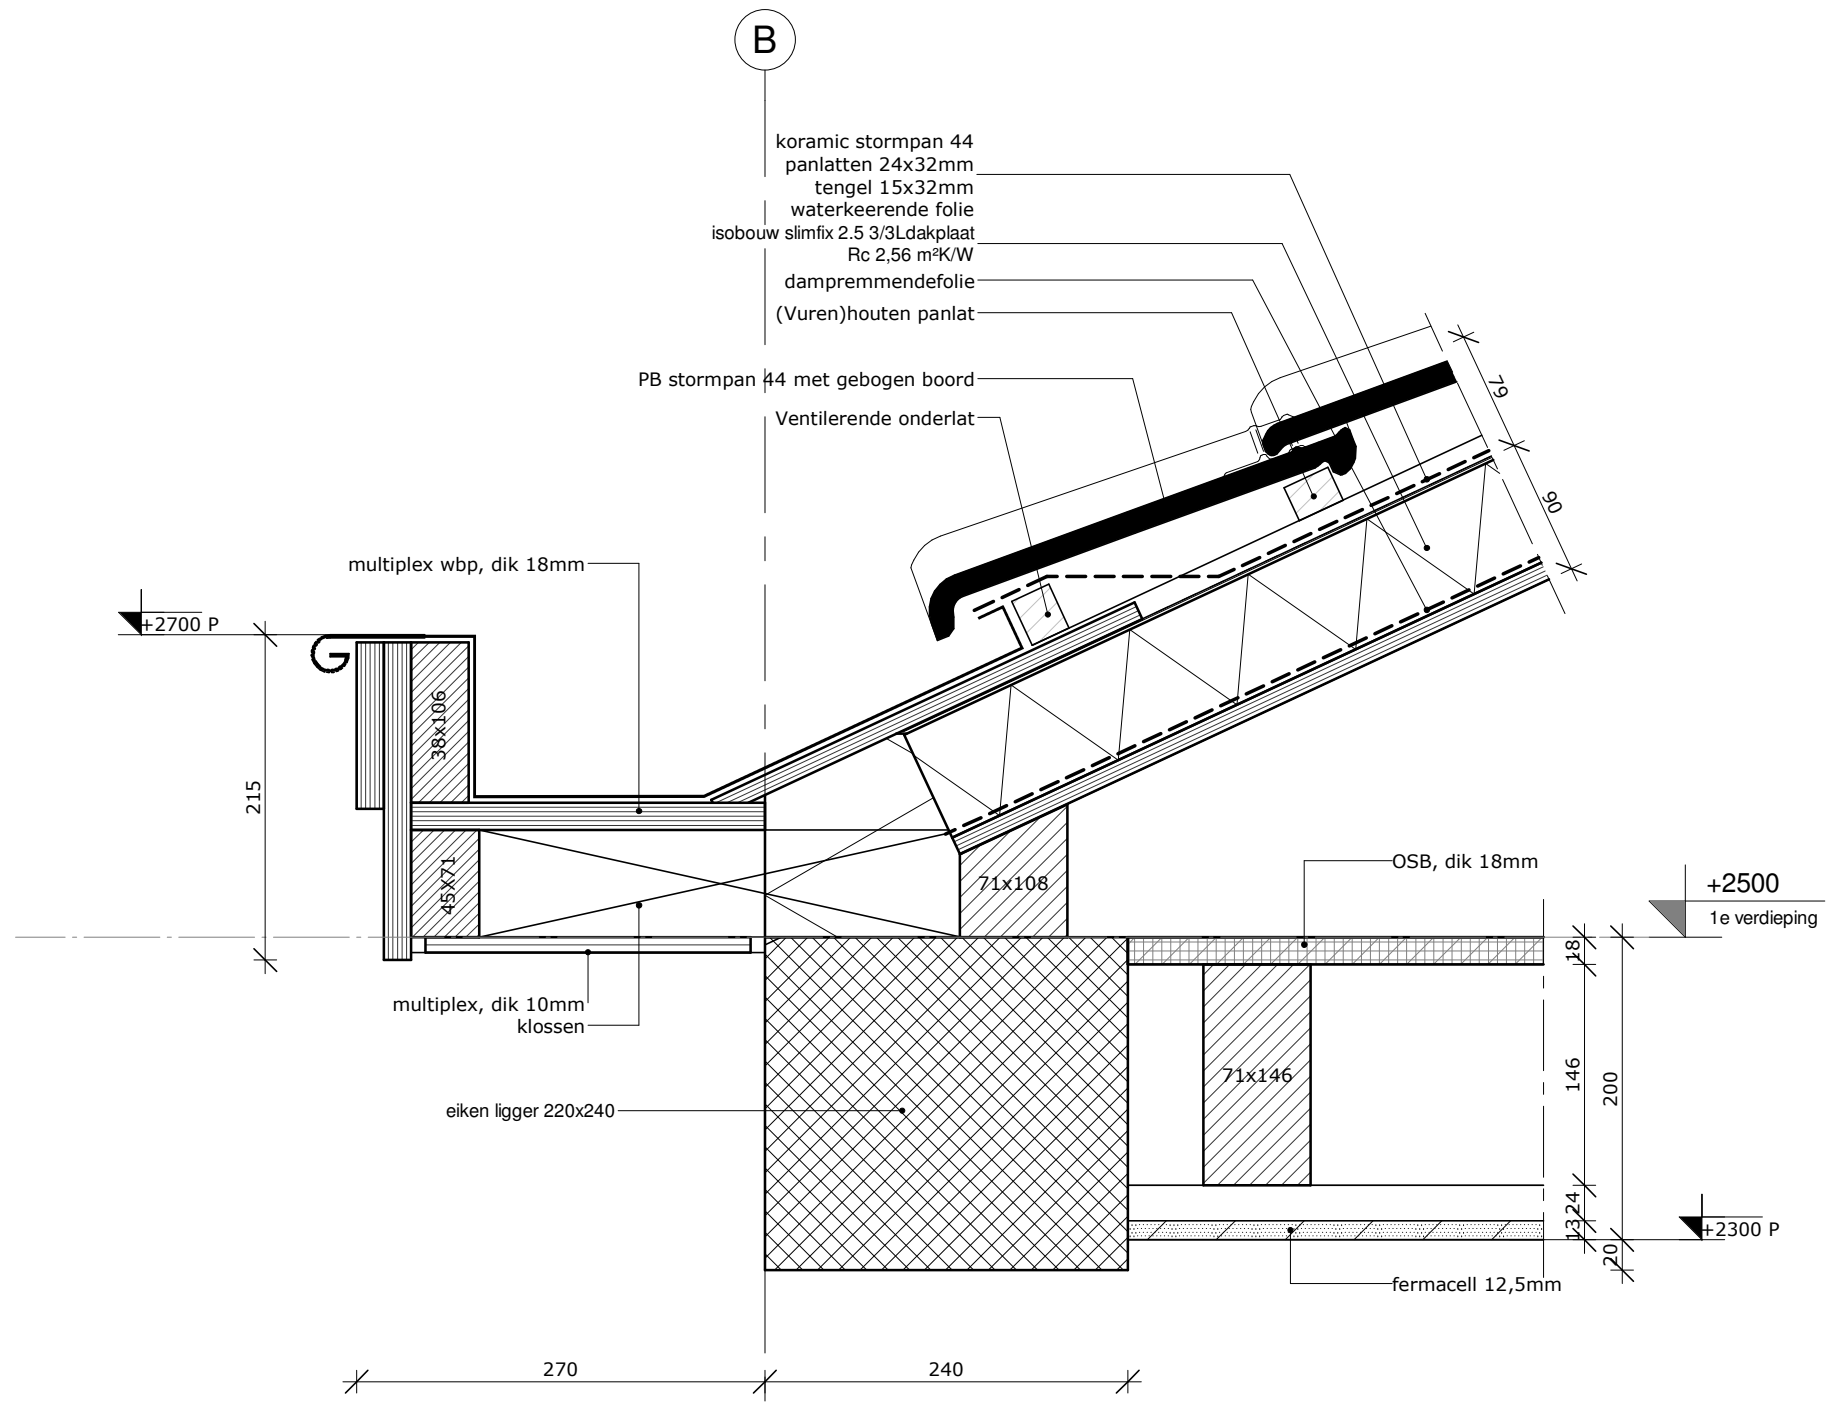 B
koramic stormpan 44
panlatten 24x32mm
tengel 15x32mm
waterkeerende folie
isobouw slimfix 2.5 3/3Ldakplaat
Rc 2,56 m²K/W
dampremmendefolie
(Vuren)houten panlat
PB stormpan 44 met gebogen boord
Ventilerende onderlat
79
90
multiplex wbp, dik 18mm
+2700 P
215
38x106
45X71
71x108
OSB, dik 18mm
+2500
1e verdieping
multiplex, dik 10mm
klossen
eiken ligger 220x240
71x146
18
146
200
24
13
20
+2300 P
fermacell 12,5mm
270
240